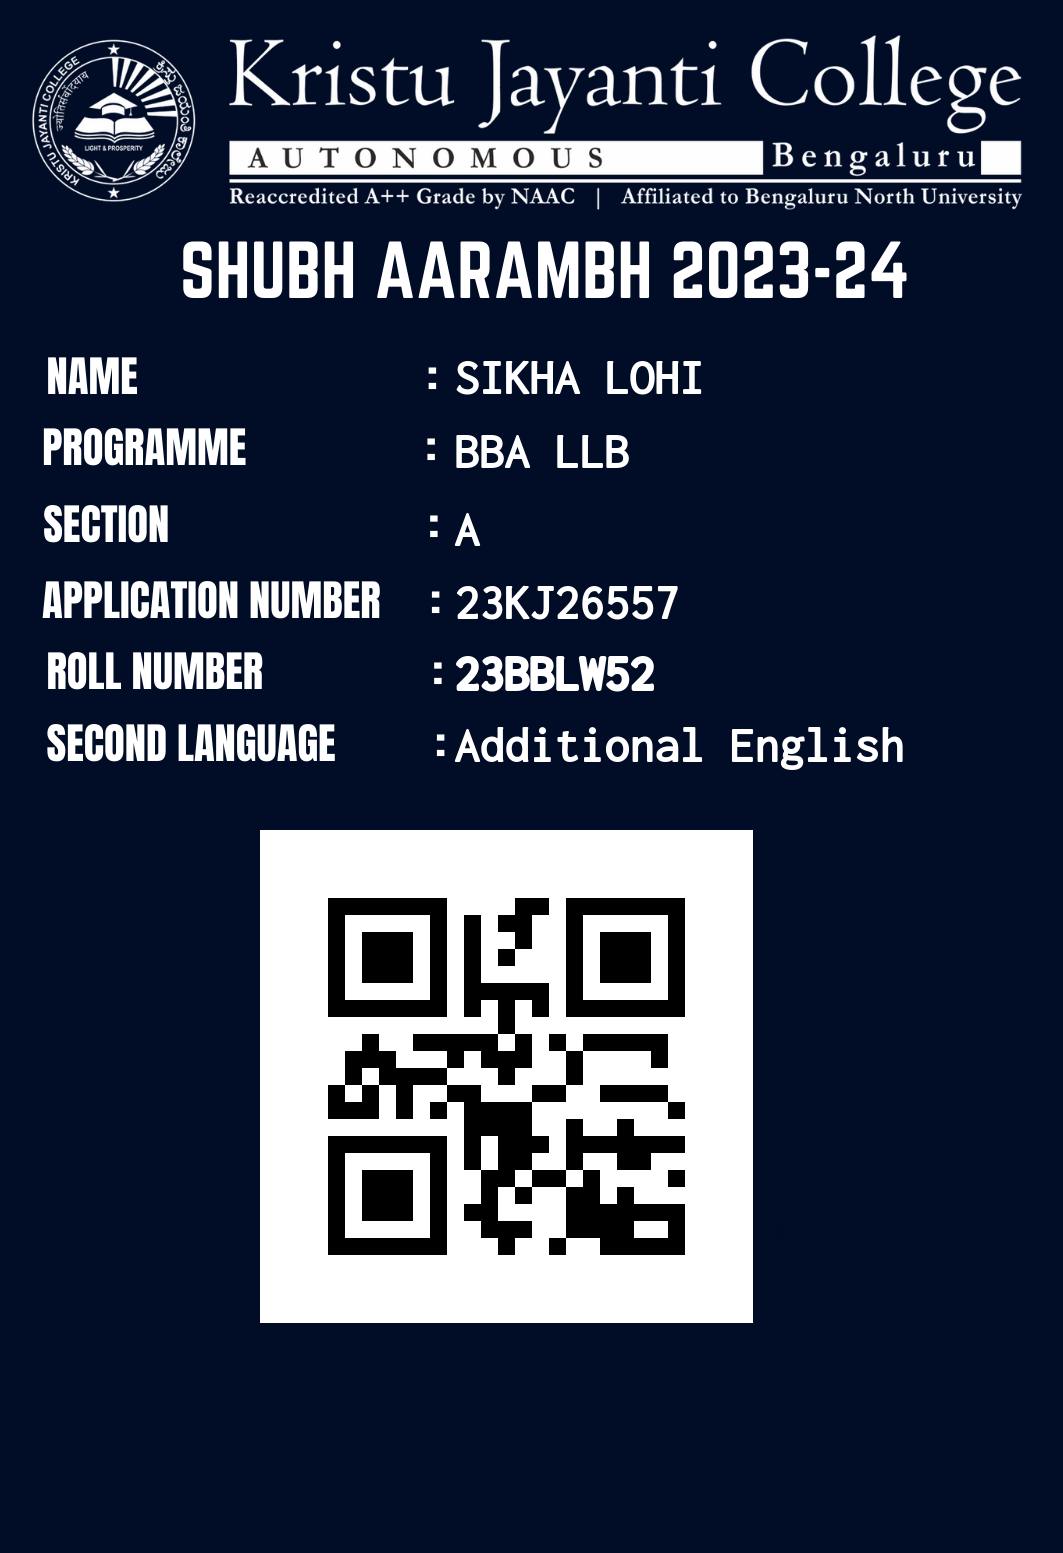 KRISTU JAYANTI COLLEGE
ಕ್ರಿಸ್ತು ಜಯಂತಿ ಕಾಲೇಜು
LIGHT & PROSPERITY
Kristu Jayanti College
AUTONOMOUS Bengaluru
Reaccredited A++ Grade by NAAC | Affiliated to Bengaluru North University
SHUBH AARAMBH 2023-24
NAME : SIKHA LOHI
PROGRAMME : BBA LLB
SECTION : A
APPLICATION NUMBER : 23KJ26557
ROLL NUMBER : 23BBLW52
SECOND LANGUAGE :Additional English